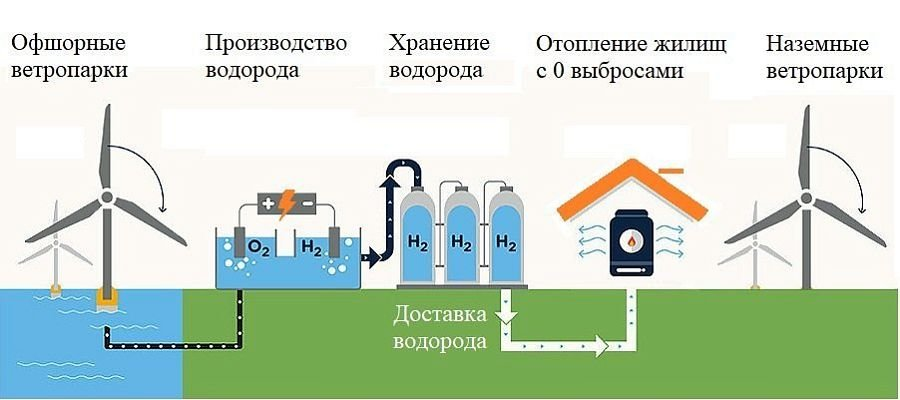 Офшорные
ветропарки
Производство
водорода
Хранение
водорода
Отопление жилищ
с 0 выбросами
Наземные
ветропарки
+ −
O2 H2
H2 H2 H2
Доставка
водорода